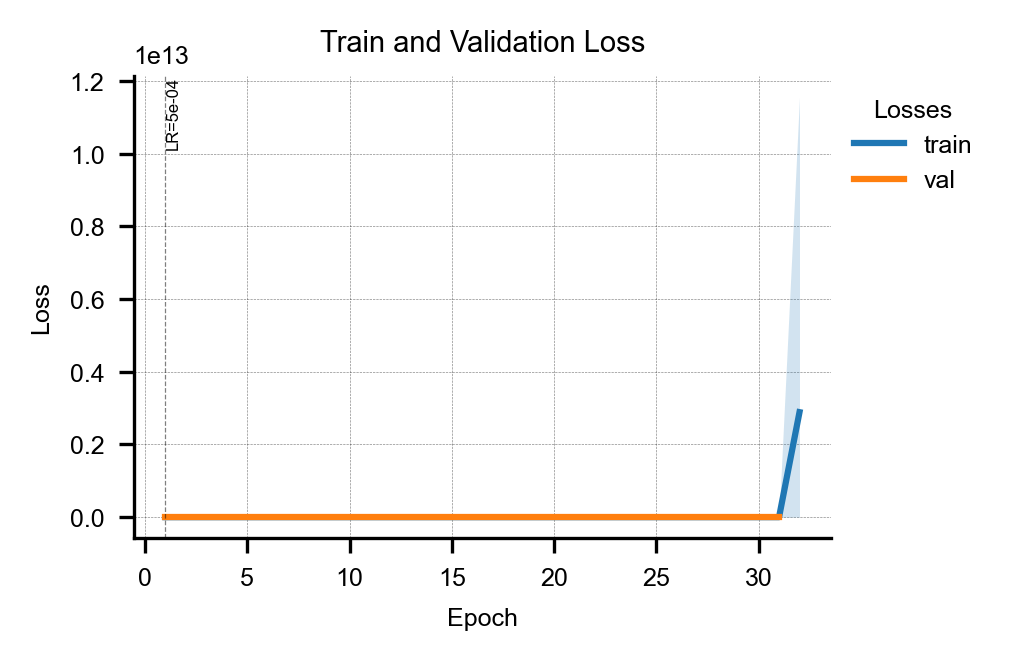 Train and Validation Loss
1e13
1.2
1.0
0.8
0.6
0.4
0.2
0.0
Loss
LR=5e-04
0 5 10 15 20 25 30
Epoch
Losses
train
val